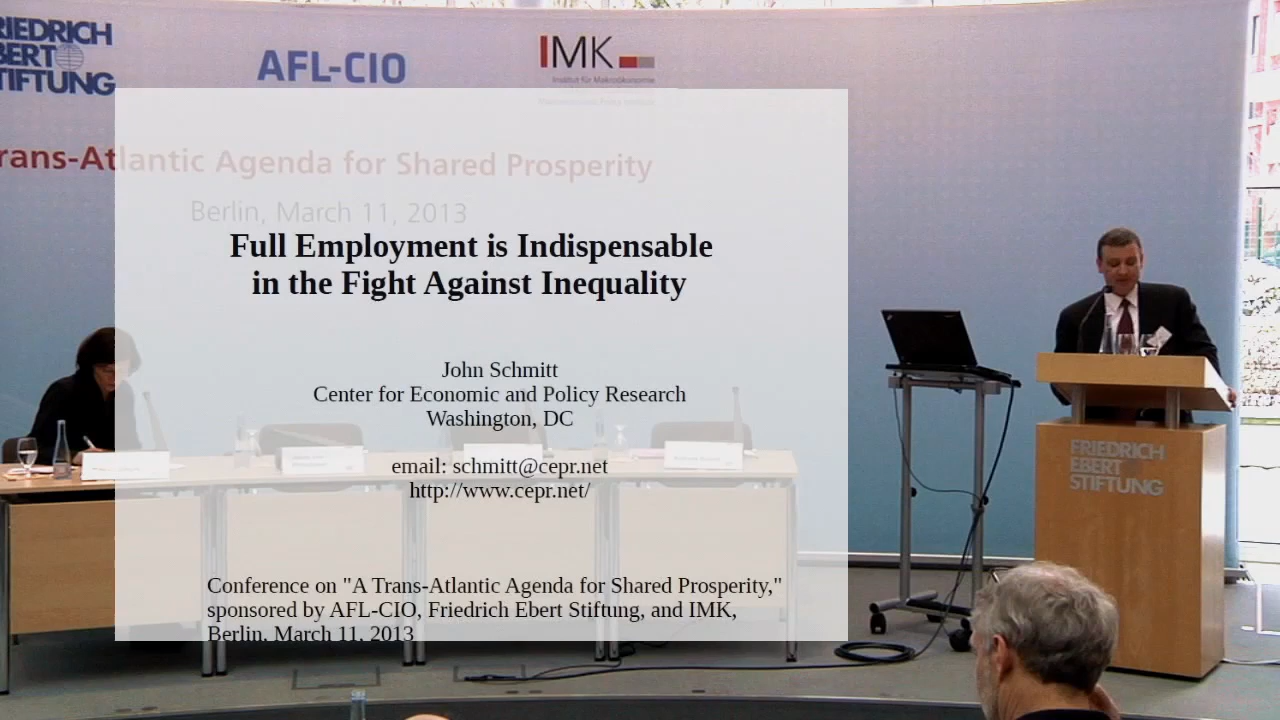 FRIEDRICH
EBERT
STIFTUNG
AFL-CIO
IMK
Institut für Makroökonomie
Trans-Atlantic Agenda for Shared Prosperity
Berlin, March 11, 2013
Full Employment is Indispensable
in the Fight Against Inequality
John Schmitt
Center for Economic and Policy Research
Washington, DC
email: schmitt@cepr.net
http://www.cepr.net/
Conference on "A Trans-Atlantic Agenda for Shared Prosperity,"
sponsored by AFL-CIO, Friedrich Ebert Stiftung, and IMK,
Berlin, March 11, 2013
FRIEDRICH
EBERT
STIFTUNG